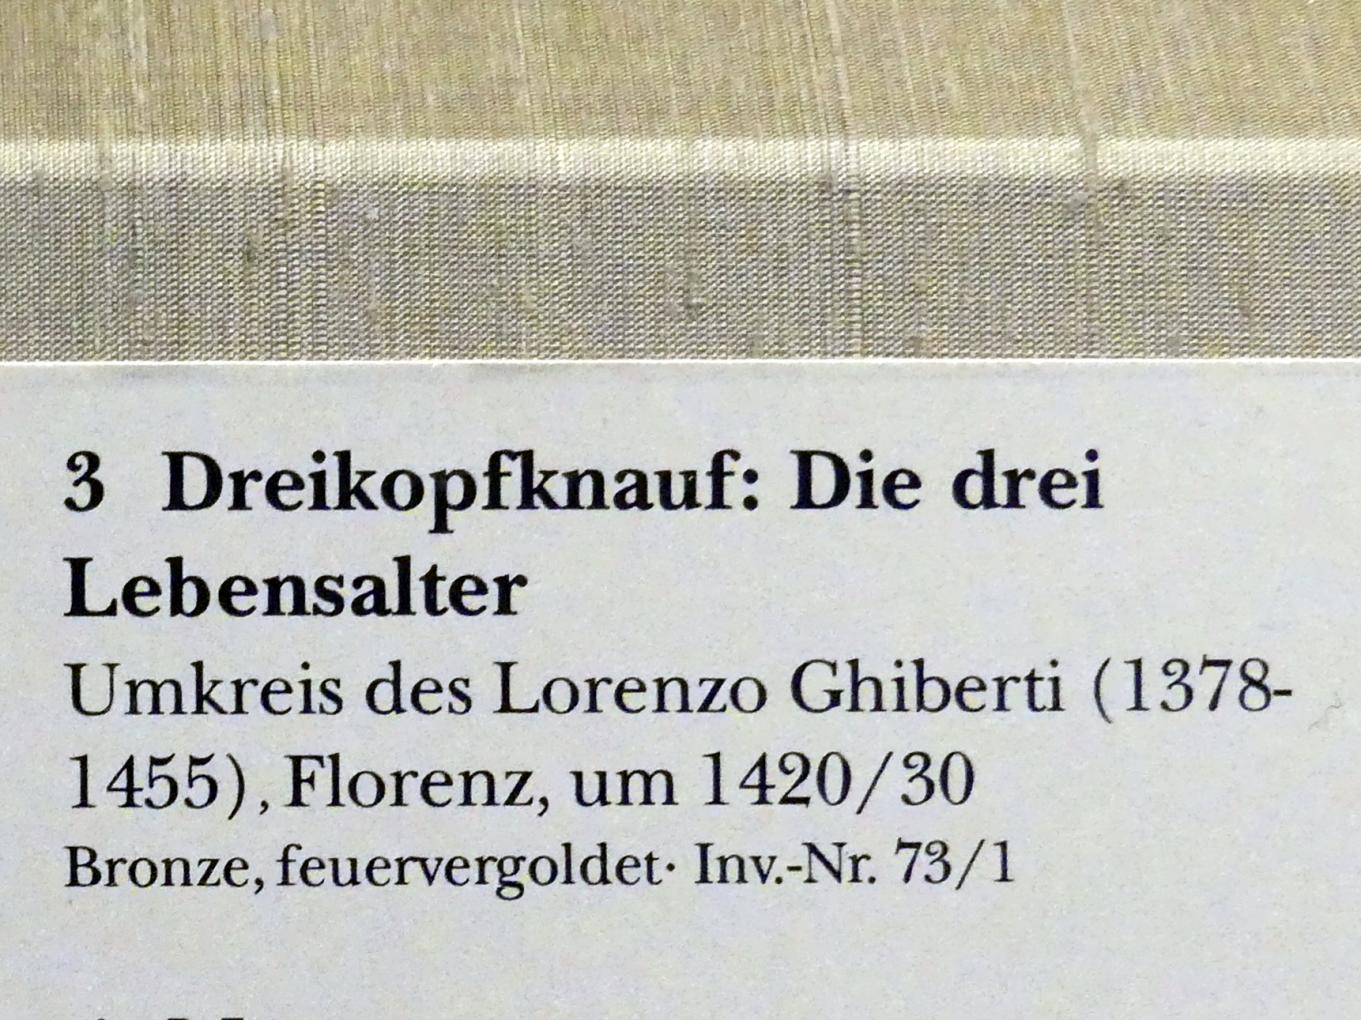 3 Dreikopfknauf: Die drei
Lebensalter
Umkreis des Lorenzo Ghiberti (1378-
1455), Florenz, um 1420/30
Bronze, feuervergoldet· Inv.-Nr. 73/1